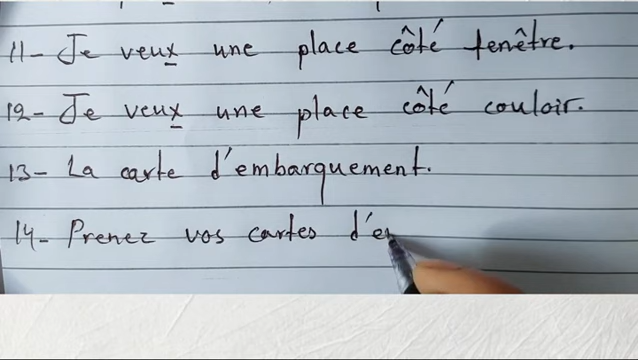 11- Je veux une place côté fenêtre.
12- Je veux une place côté couloir.
13- La carte d'embarquement.
14- Prenez vos cartes d'e